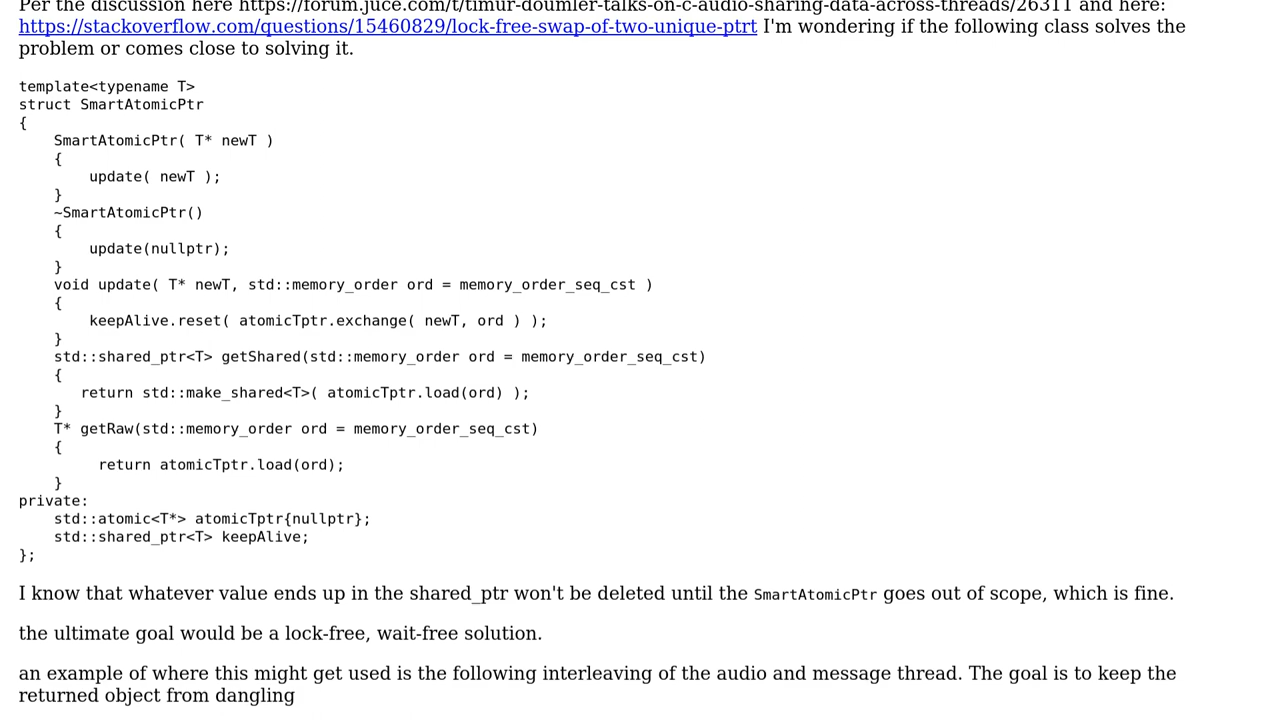 Per the discussion here https://forum.juce.com/t/timur-doumler-talks-on-c-audio-sharing-data-across-threads/26311 and here:
https://stackoverflow.com/questions/15460829/lock-free-swap-of-two-unique-ptrt I'm wondering if the following class solves the
problem or comes close to solving it.
template<typename T>
struct SmartAtomicPtr
{
    SmartAtomicPtr( T* newT )
    {
        update( newT );
    }
    ~SmartAtomicPtr()
    {
        update(nullptr);
    }
    void update( T* newT, std::memory_order ord = memory_order_seq_cst )
    {
        keepAlive.reset( atomicTptr.exchange( newT, ord ) );
    }
    std::shared_ptr<T> getShared(std::memory_order ord = memory_order_seq_cst)
    {
       return std::make_shared<T>( atomicTptr.load(ord) );
    }
    T* getRaw(std::memory_order ord = memory_order_seq_cst)
    {
         return atomicTptr.load(ord);
    }
private:
    std::atomic<T*> atomicTptr{nullptr};
    std::shared_ptr<T> keepAlive;
};
I know that whatever value ends up in the shared_ptr won't be deleted until the SmartAtomicPtr goes out of scope, which is fine.
the ultimate goal would be a lock-free, wait-free solution.
an example of where this might get used is the following interleaving of the audio and message thread. The goal is to keep the
returned object from dangling